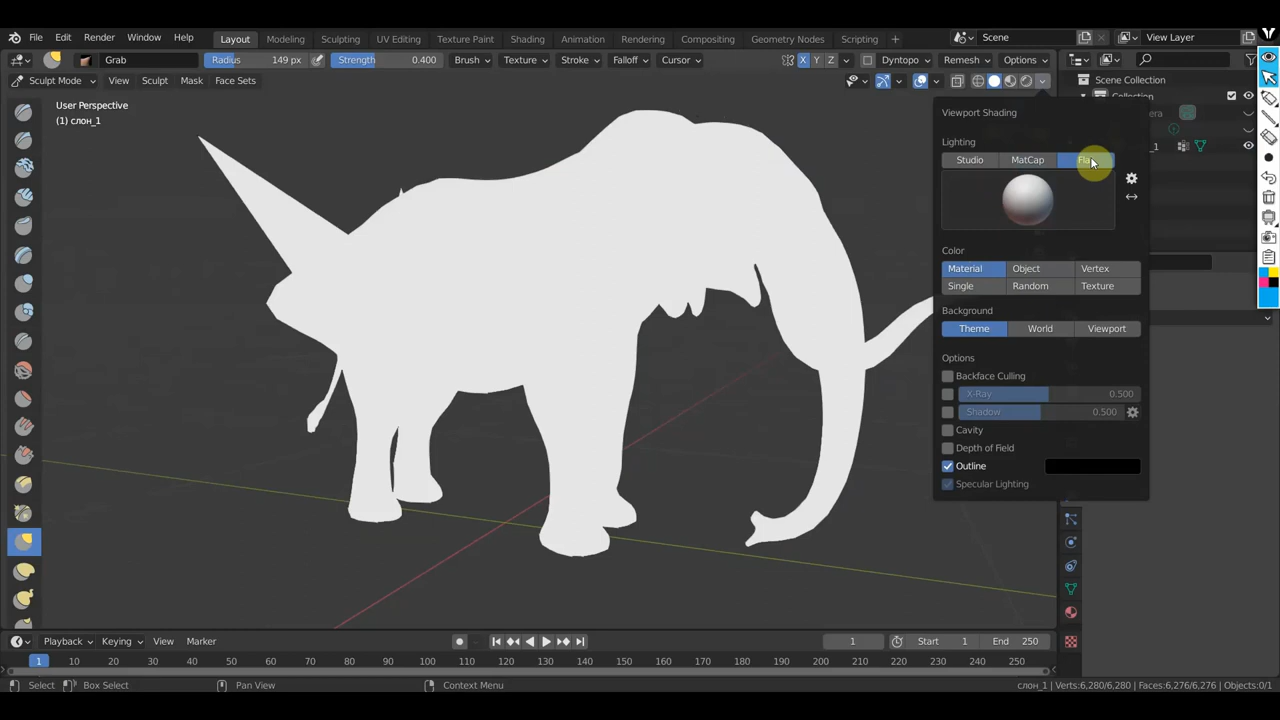 File Edit Render Window Help Layout Modeling Sculpting UV Editing Texture Paint Shading Animation Rendering Compositing Geometry Nodes Scripting + Scene View Layer
Grab Radius 149 px Strength 0.400 Brush Texture Stroke Falloff Cursor X Y Z Dyntopo Remesh Options
Sculpt Mode View Sculpt Mask Face Sets
Scene Collection
Collection
User Perspective
(1) слон_1
Viewport Shading
Lighting
Studio MatCap
Color
Material Object Vertex
Single Random Texture
Background
Theme World Viewport
Options
Backface Culling
X-Ray 0.500
Shadow 0.500
Cavity
Depth of Field
Outline
Specular Lighting
Playback Keying View Marker 1 Start 1 End 250
1 10 20 30 40 50 60 70 80 90 100 110 120 130 140 150 160 170 180 190 200 210 220 230 240 250
Select Box Select Pan View Context Menu слон_1 | Verts:6,280/6,280 | Faces:6,276/6,276 | Objects:0/1